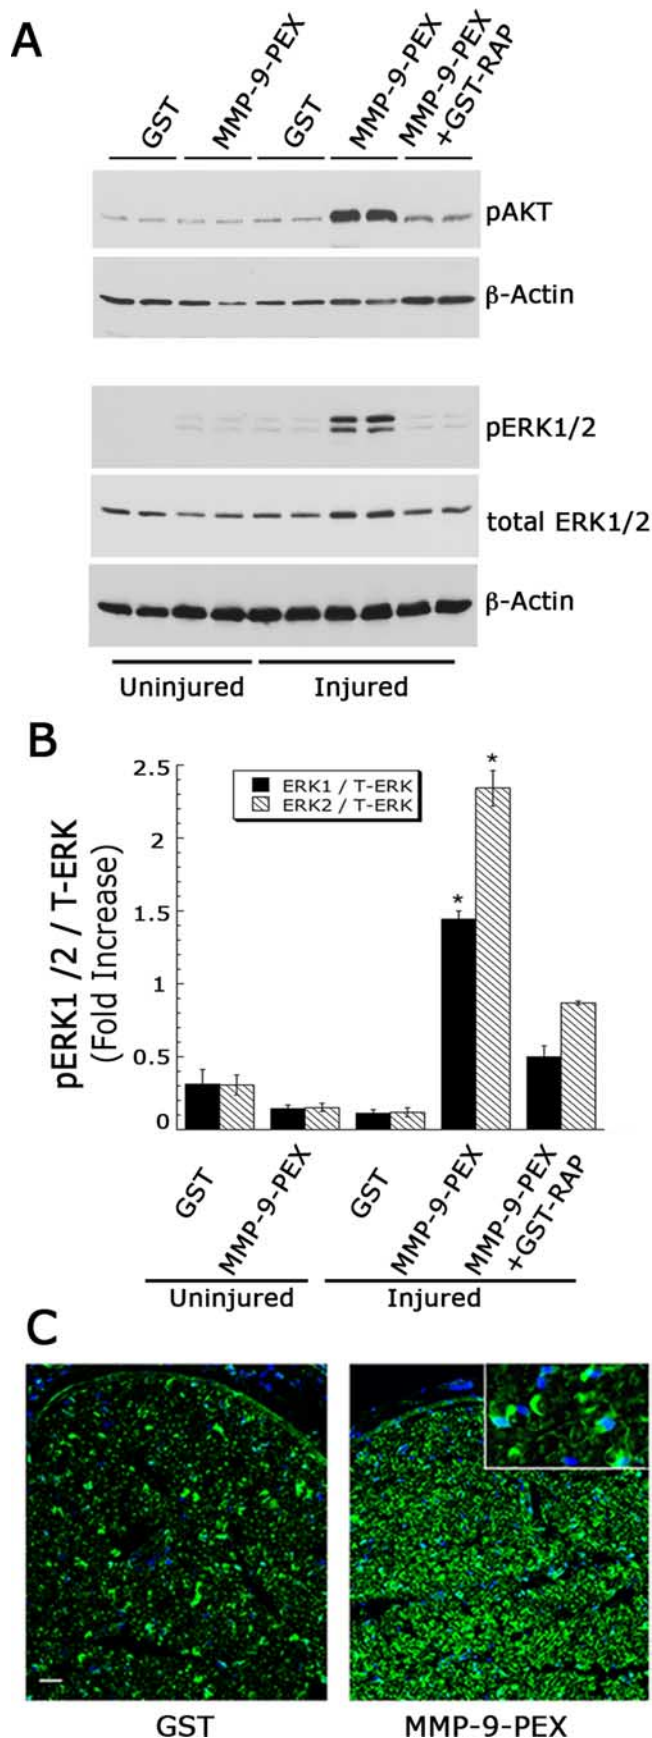 A
GST
MMP-9-PEX
GST
MMP-9-PEX
MMP-9-PEX
+GST-RAP
pAKT
β-Actin
pERK1/2
total ERK1/2
β-Actin
Uninjured
Injured
B
pERK1 /2 / T-ERK
(Fold Increase)
2.5
2
1.5
1
0.5
0
ERK1 / T-ERK
ERK2 / T-ERK
*
*
GST
MMP-9-PEX
GST
MMP-9-PEX
MMP-9-PEX
+GST-RAP
Uninjured
Injured
C
GST
MMP-9-PEX